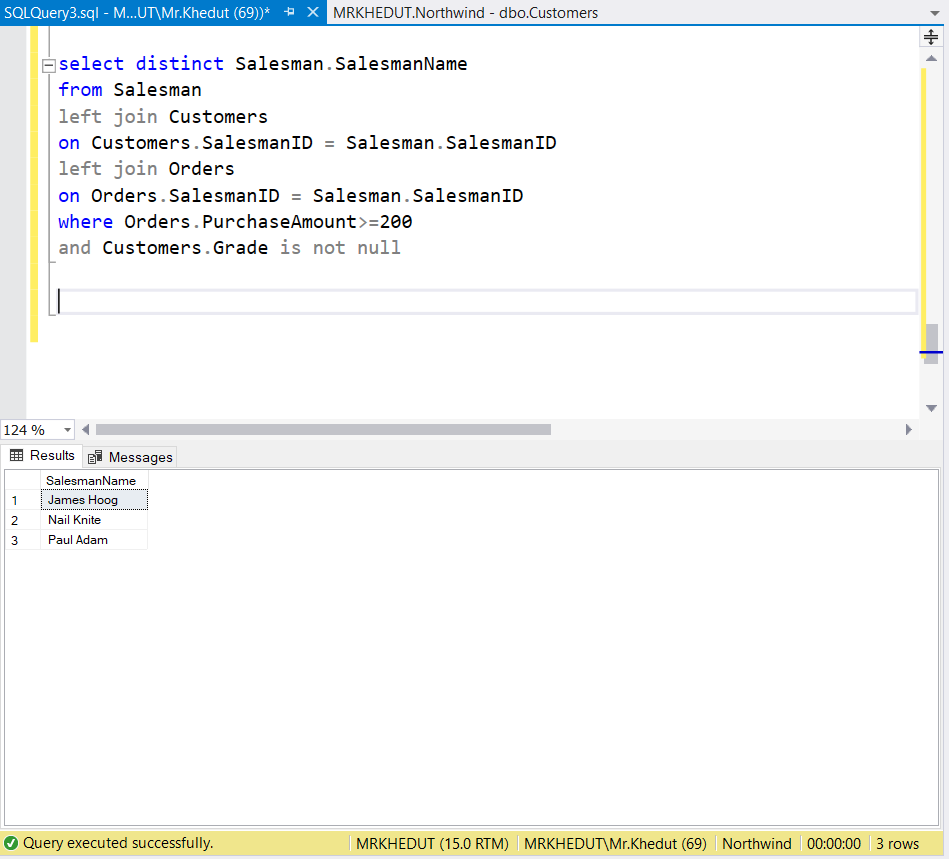 SQLQuery3.sql - M...UT\Mr.Khedut (69))* MRKHEDUT.Northwind - dbo.Customers
select distinct Salesman.SalesmanName
from Salesman
left join Customers
on Customers.SalesmanID = Salesman.SalesmanID
left join Orders
on Orders.SalesmanID = Salesman.SalesmanID
where Orders.PurchaseAmount>=200
and Customers.Grade is not null
124 %
Results Messages
SalesmanName
1 James Hoog
2 Nail Knite
3 Paul Adam
Query executed successfully. MRKHEDUT (15.0 RTM) MRKHEDUT\Mr.Khedut (69) Northwind 00:00:00 3 rows